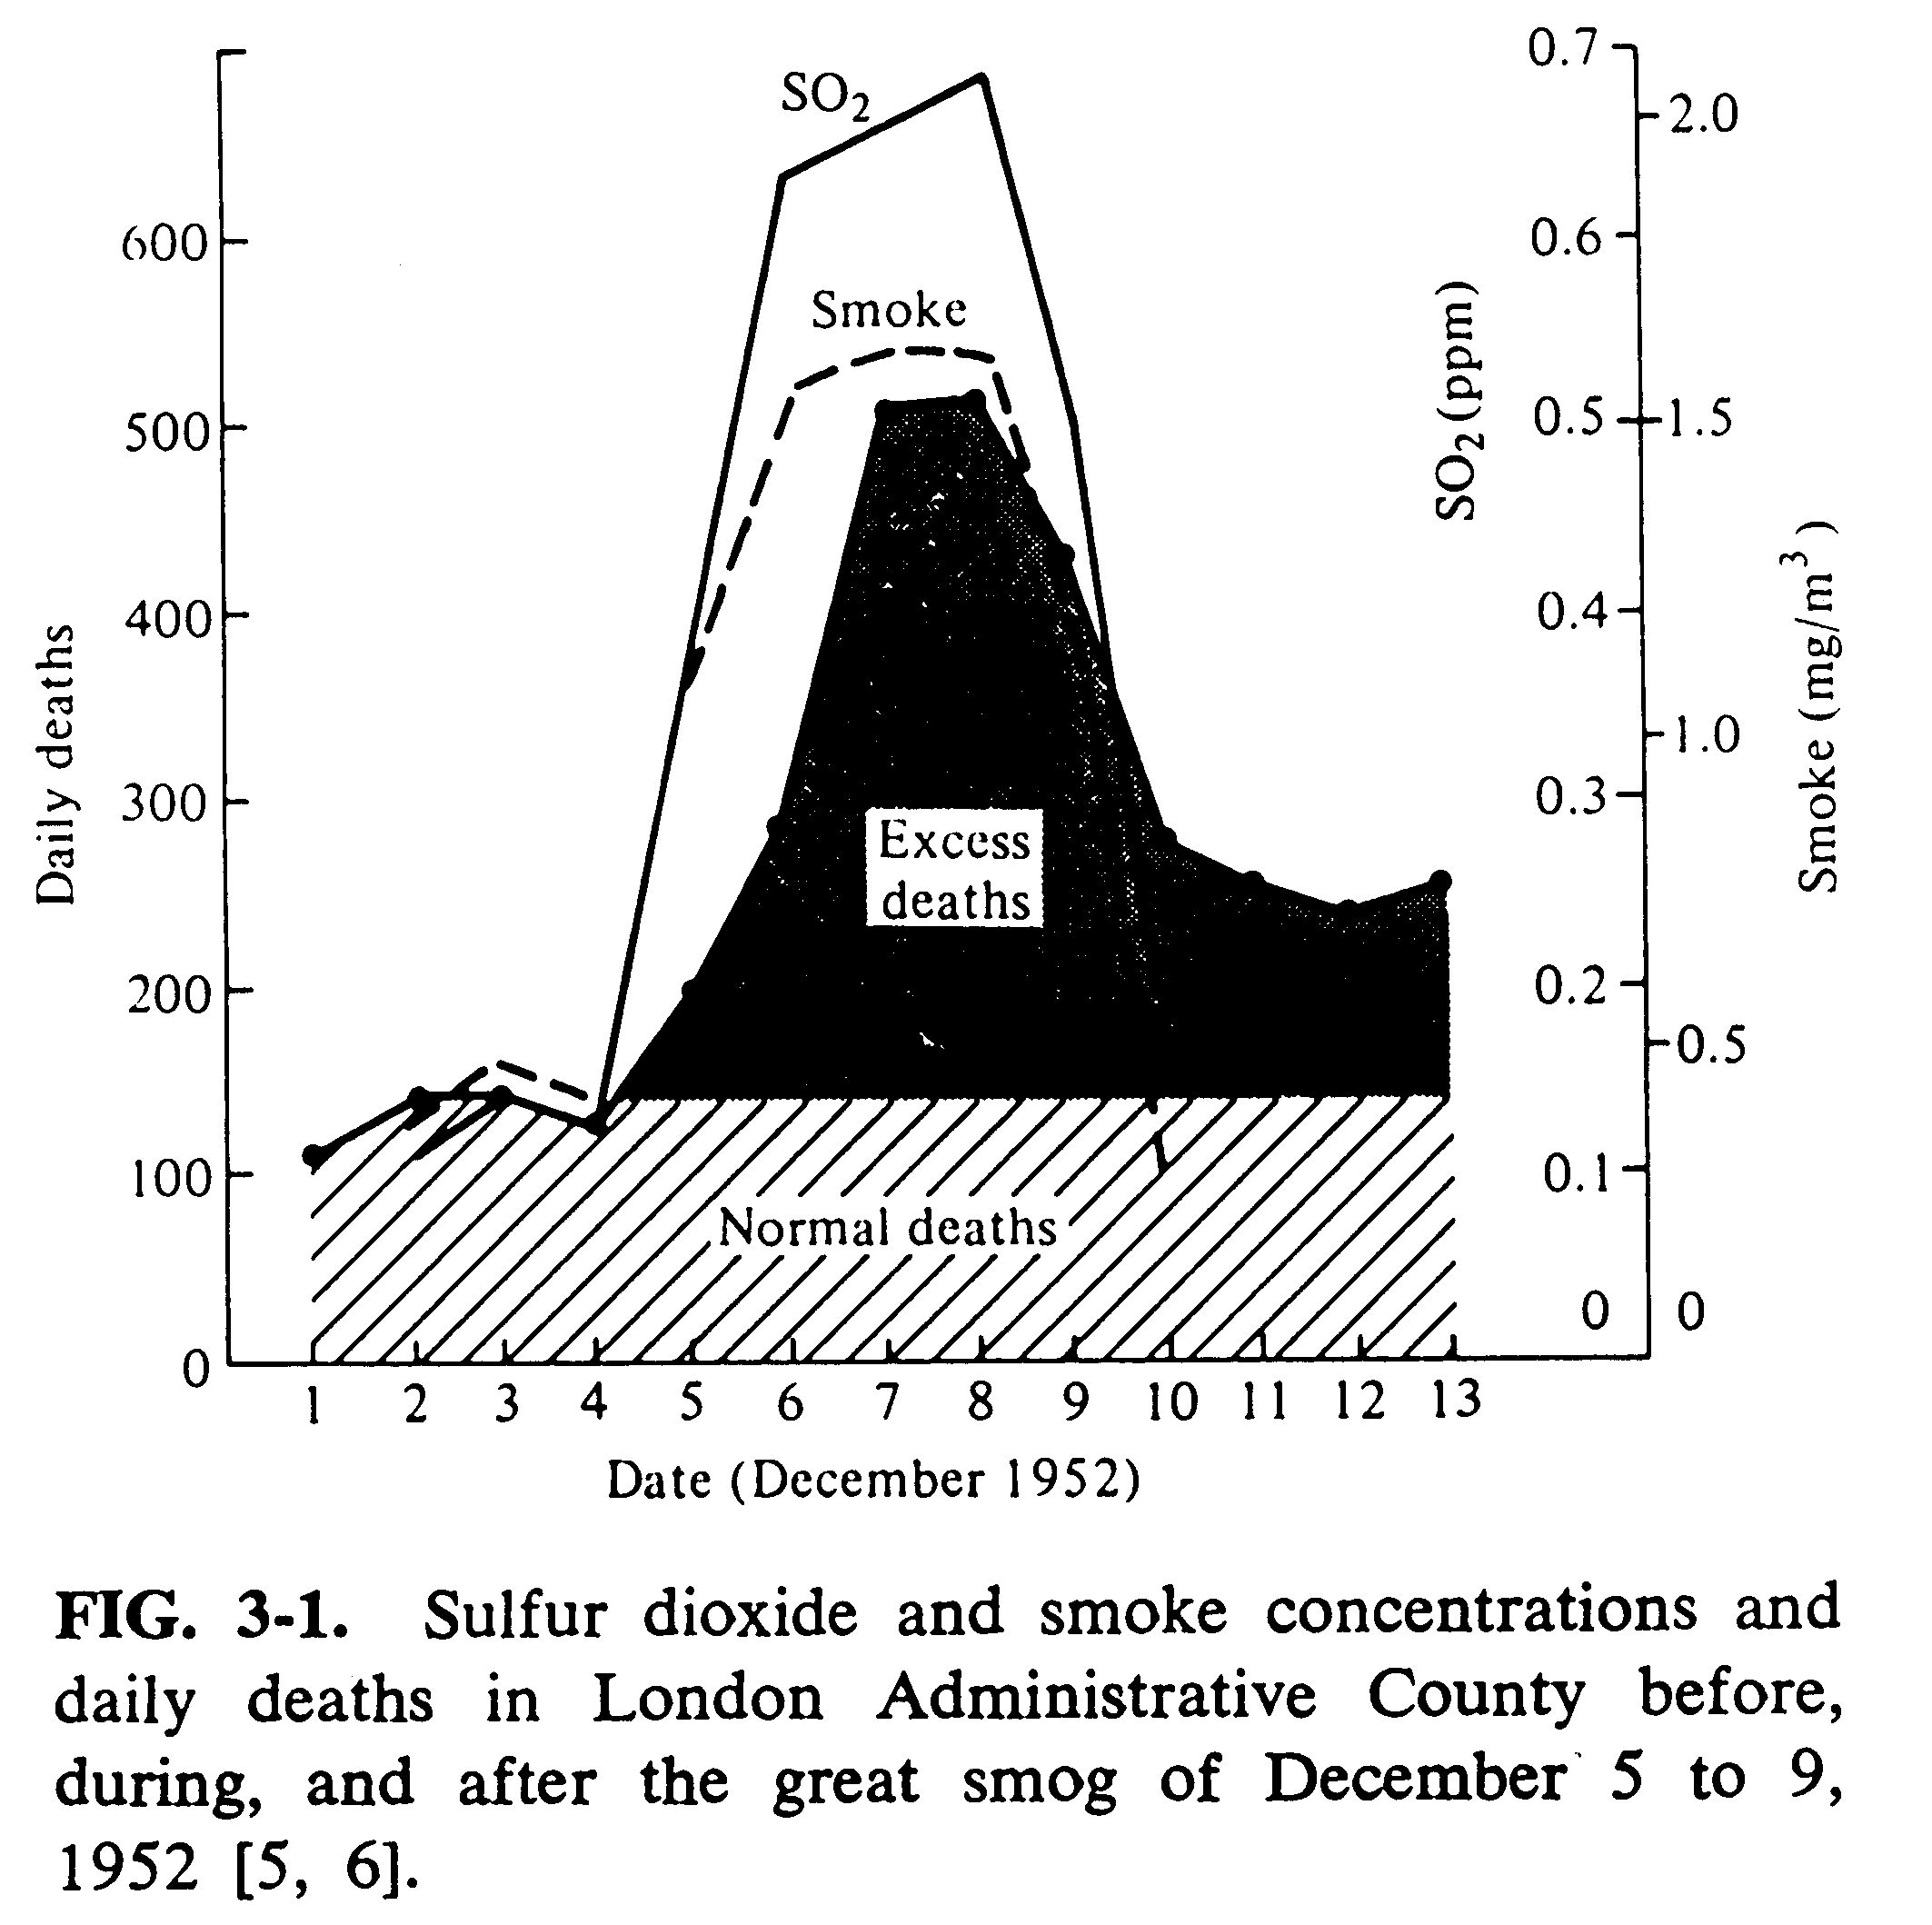 SO2
Smoke
Excess
deaths
Normal deaths
Daily deaths
600
500
400
300
200
100
0
1 2 3 4 5 6 7 8 9 10 11 12 13
Date (December 1952)
SO2 (ppm)
0.7
0.6
0.5
0.4
0.3
0.2
0.1
0
Smoke (mg/m³)
2.0
1.5
1.0
0.5
0
FIG. 3-1. Sulfur dioxide and smoke concentrations and
daily deaths in London Administrative County before,
during, and after the great smog of December 5 to 9,
1952 [5, 6].